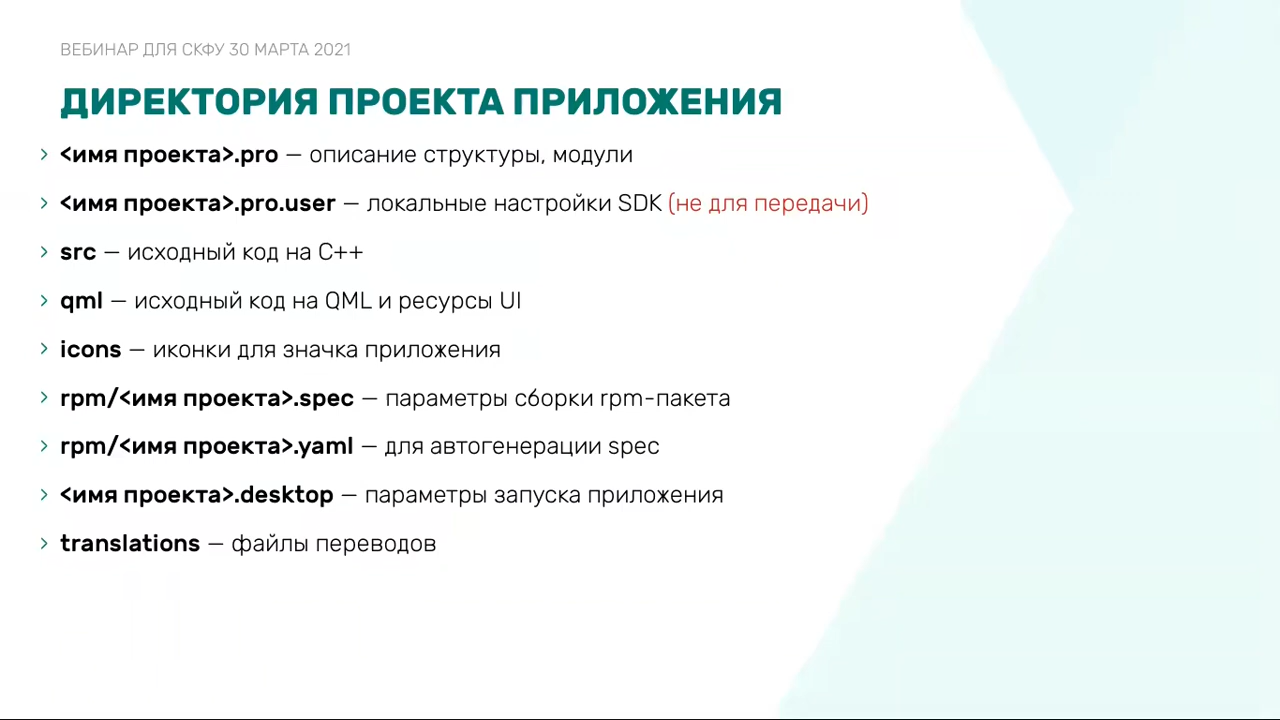 ВЕБИНАР ДЛЯ СКФУ 30 МАРТА 2021
ДИРЕКТОРИЯ ПРОЕКТА ПРИЛОЖЕНИЯ
› <имя проекта>.pro — описание структуры, модули
› <имя проекта>.pro.user — локальные настройки SDK (не для передачи)
› src — исходный код на C++
› qml — исходный код на QML и ресурсы UI
› icons — иконки для значка приложения
› rpm/<имя проекта>.spec — параметры сборки rpm-пакета
› rpm/<имя проекта>.yaml — для автогенерации spec
› <имя проекта>.desktop — параметры запуска приложения
› translations — файлы переводов